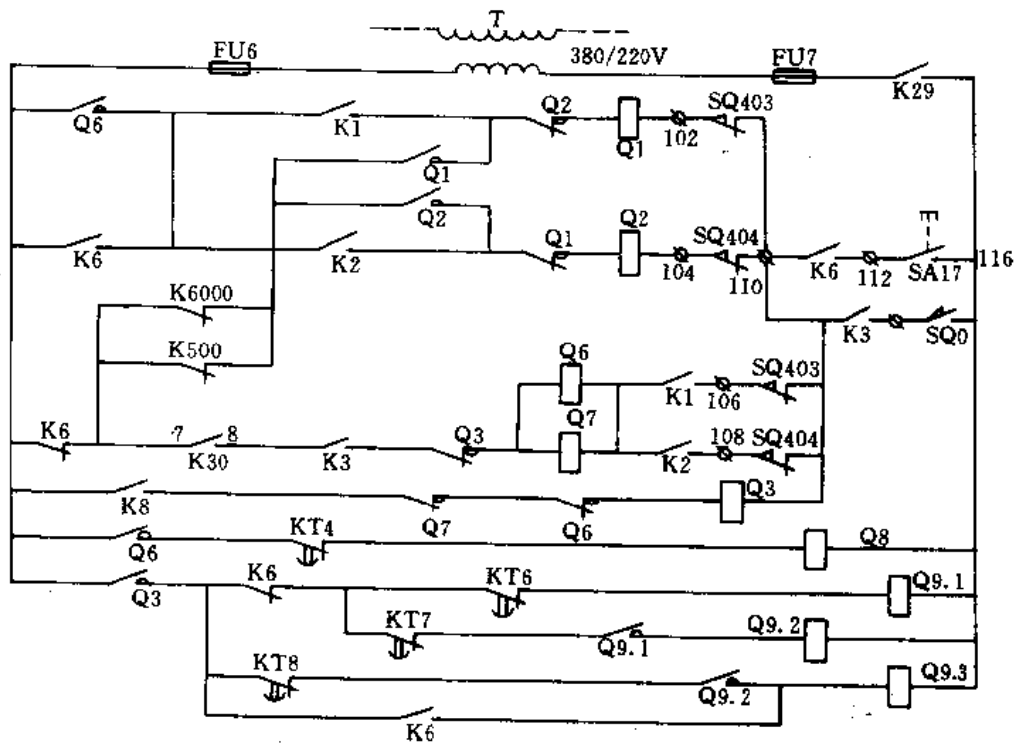 T
FU6
380/220V
FU7
K29
Q6
K1
Q2
Q1
102
SQ403
Q1
Q2
K6
K2
Q1
Q2
104
SQ404
110
K6
112
SA17
116
K6000
K500
K3
SQ0
Q6
K1
106
SQ403
K6
7
8
K30
K3
Q3
Q7
K2
108
SQ404
K8
Q7
Q6
Q3
Q6
KT4
Q8
Q3
K6
KT6
Q9.1
KT7
Q9.1
Q9.2
KT8
Q9.2
Q9.3
K6